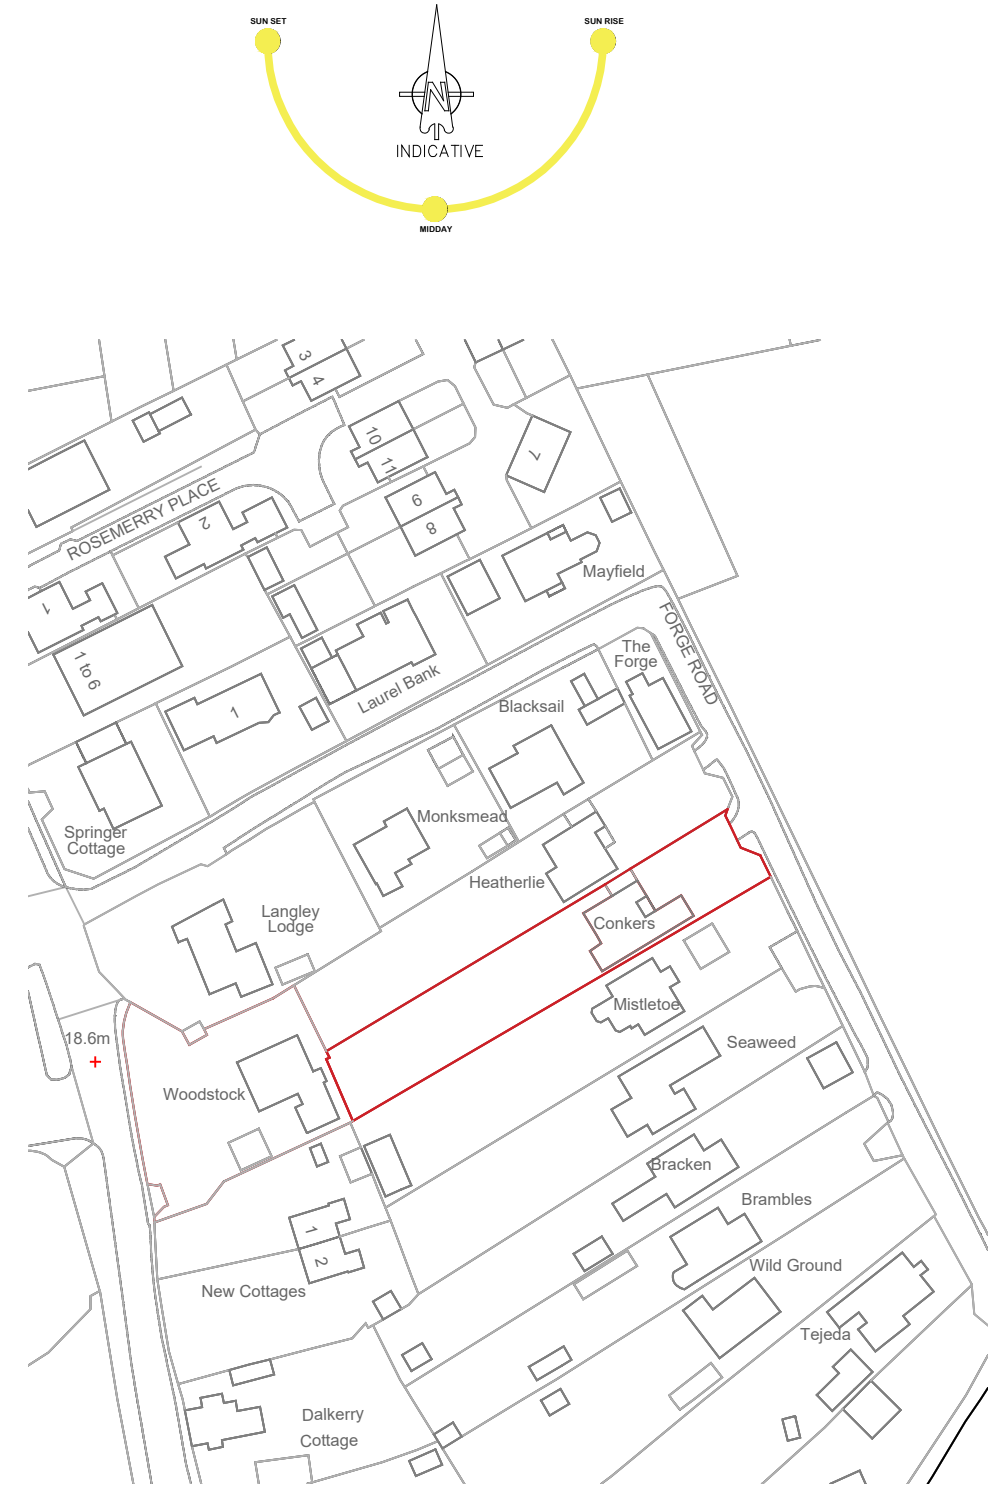 SUN SET
SUN RISE
N
INDICATIVE
MIDDAY
3
4
10
11
7
9
8
ROSEMERRY PLACE
2
Mayfield
1
1 to 6
FORGE ROAD
The
Forge
Laurel Bank
1
Blacksail
Monksmead
Springer
Cottage
Heatherlie
Langley
Lodge
Conkers
Mistletoe
18.6m
Seaweed
Woodstock
Bracken
Brambles
1
2
Wild Ground
New Cottages
Tejeda
Dalkerry
Cottage